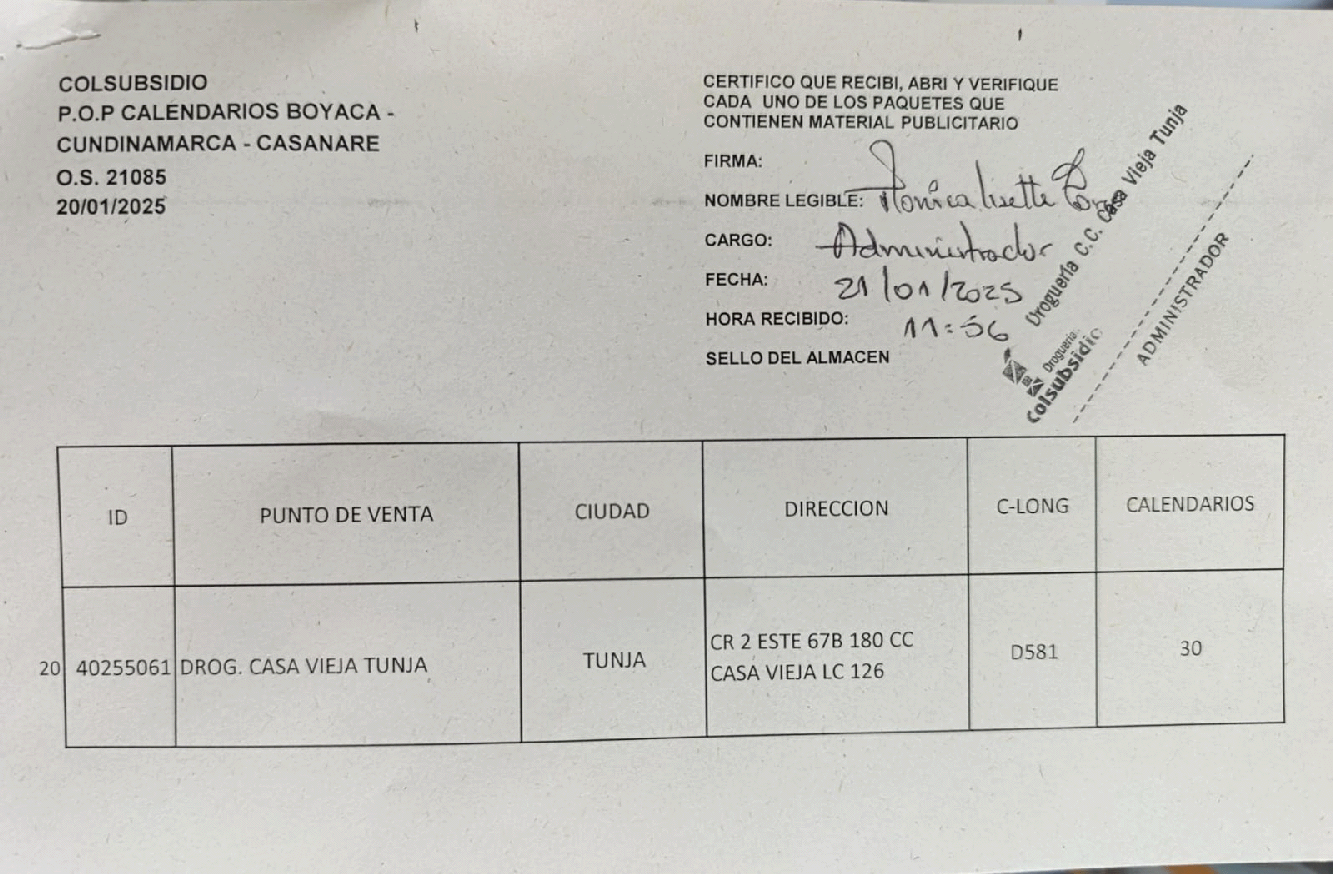 COLSUBSIDIO
P.O.P CALENDARIOS BOYACA -
CUNDINAMARCA - CASANARE
O.S. 21085
20/01/2025
CERTIFICO QUE RECIBI, ABRI Y VERIFIQUE
CADA UNO DE LOS PAQUETES QUE
CONTIENEN MATERIAL PUBLICITARIO
FIRMA:
NOMBRE LEGIBLE: Monica lisette
CARGO: Administrador
FECHA: 21/01/2025
HORA RECIBIDO: 11:56
SELLO DEL ALMACEN
Droguería C.C. Casa Vieja Tunja
Droguería
Colsubsidio
ADMINISTRADOR
ID PUNTO DE VENTA CIUDAD DIRECCION C-LONG CALENDARIOS
20 40255061 DROG. CASA VIEJA TUNJA TUNJA CR 2 ESTE 67B 180 CC D581 30
CASA VIEJA LC 126